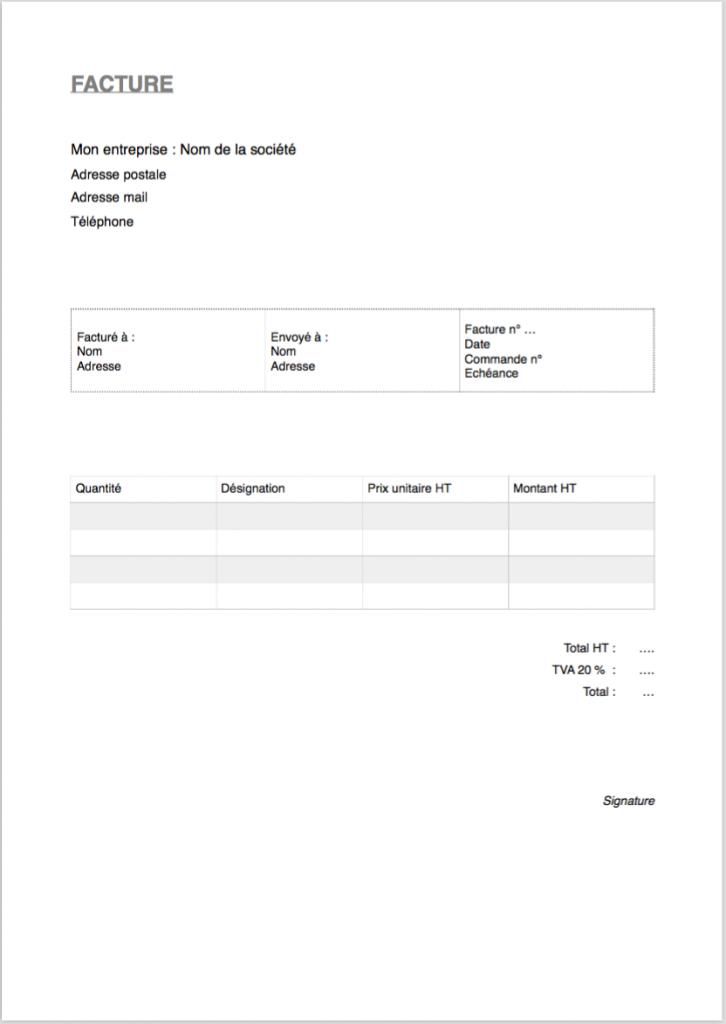 FACTURE
Mon entreprise : Nom de la société
Adresse postale
Adresse mail
Téléphone
Facturé à :
Nom
Adresse
Envoyé à :
Nom
Adresse
Facture n° ...
Date
Commande n°
Echéance
Quantité Désignation Prix unitaire HT Montant HT
Total HT : ....
TVA 20 % : ....
Total : ...
Signature